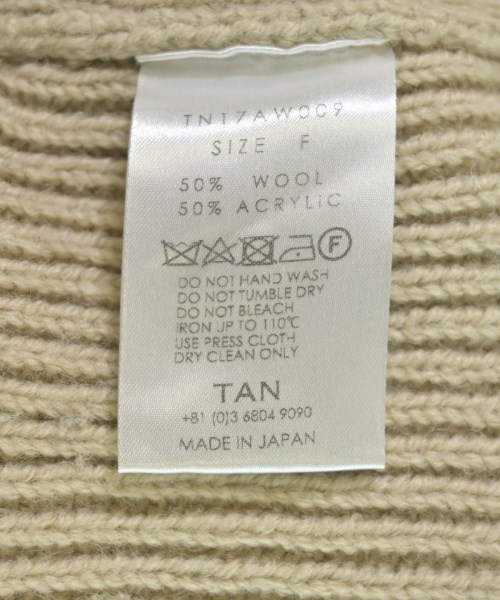 TN17AW009
SIZE F
50% WOOL
50% ACRYLIC
F
DO NOT HAND WASH
DO NOT TUMBLE DRY
DO NOT BLEACH
IRON UP TO 110℃
USE PRESS CLOTH
DRY CLEAN ONLY
TAN
+81 (0)3 6804 9090
MADE IN JAPAN